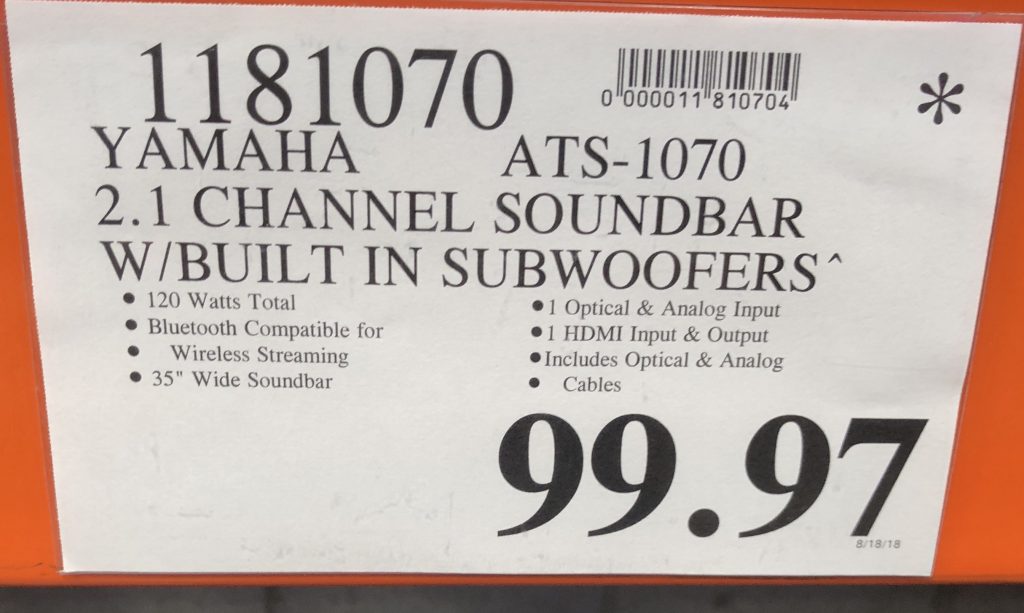 1181070
0 000011 810704
*
YAMAHA ATS-1070
2.1 CHANNEL SOUNDBAR
W/BUILT IN SUBWOOFERS^
• 120 Watts Total
• Bluetooth Compatible for
• Wireless Streaming
• 35" Wide Soundbar
• 1 Optical & Analog Input
• 1 HDMI Input & Output
• Includes Optical & Analog
• Cables
99.97
8/18/18